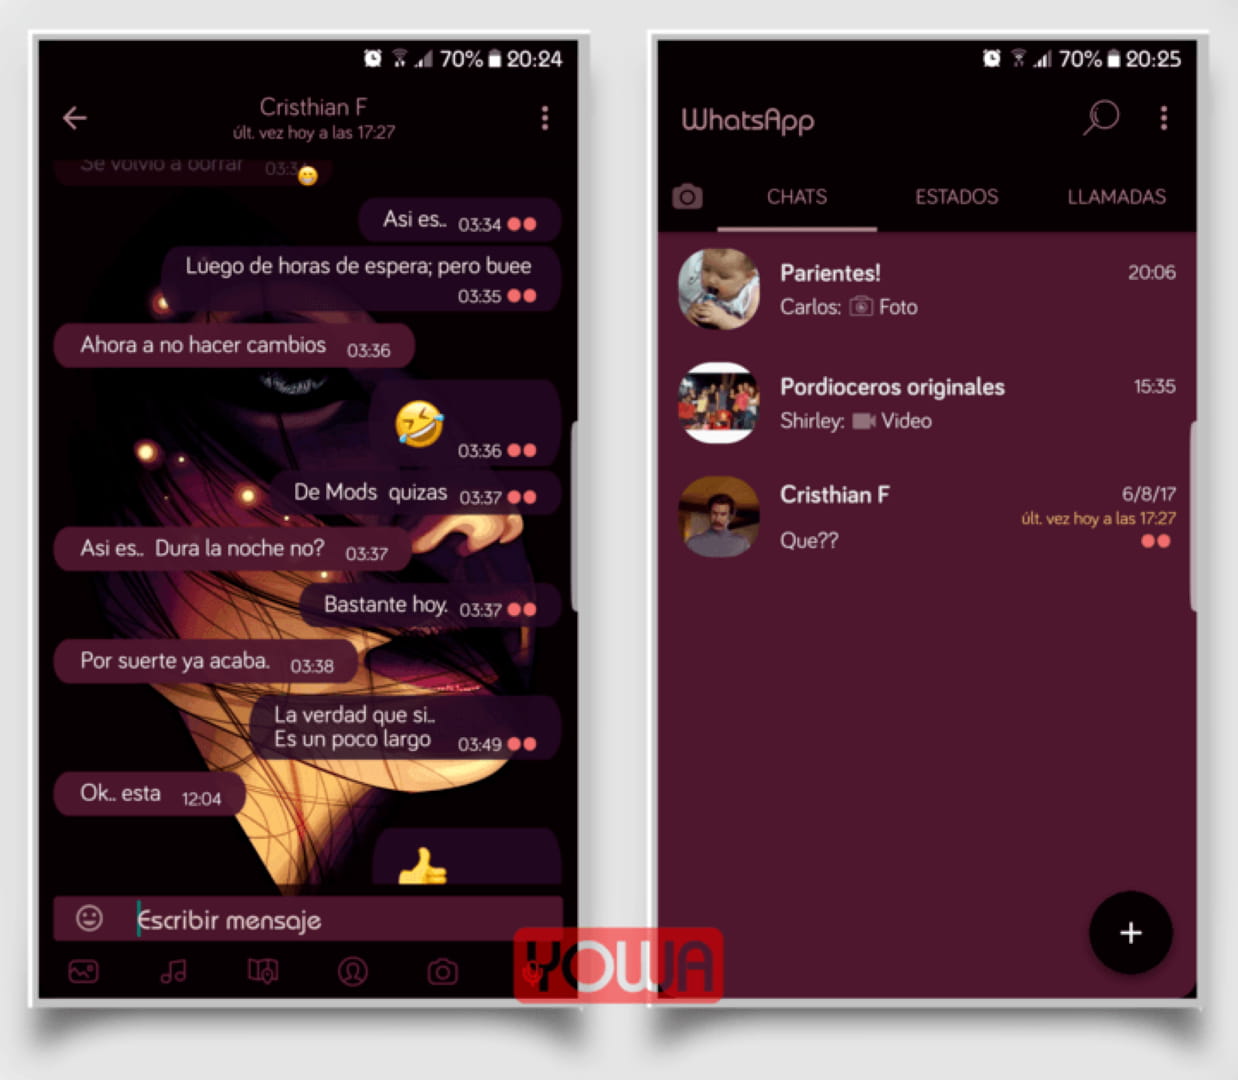 70% 20:24
Cristhian F
últ. vez hoy a las 17:27
Se volvio a borrar 03:34
Asi es.. 03:34
Luego de horas de espera; pero buee
03:35
Ahora a no hacer cambios 03:36
03:36
De Mods quizas 03:37
Asi es.. Dura la noche no? 03:37
Bastante hoy. 03:37
Por suerte ya acaba. 03:38
La verdad que si..
Es un poco largo 03:49
Ok.. esta 12:04
Escribir mensaje
70% 20:25
WhatsApp
CHATS ESTADOS LLAMADAS
Parientes! 20:06
Carlos: Foto
Pordioceros originales 15:35
Shirley: Video
Cristhian F 6/8/17
últ. vez hoy a las 17:27
Que??
YOWA